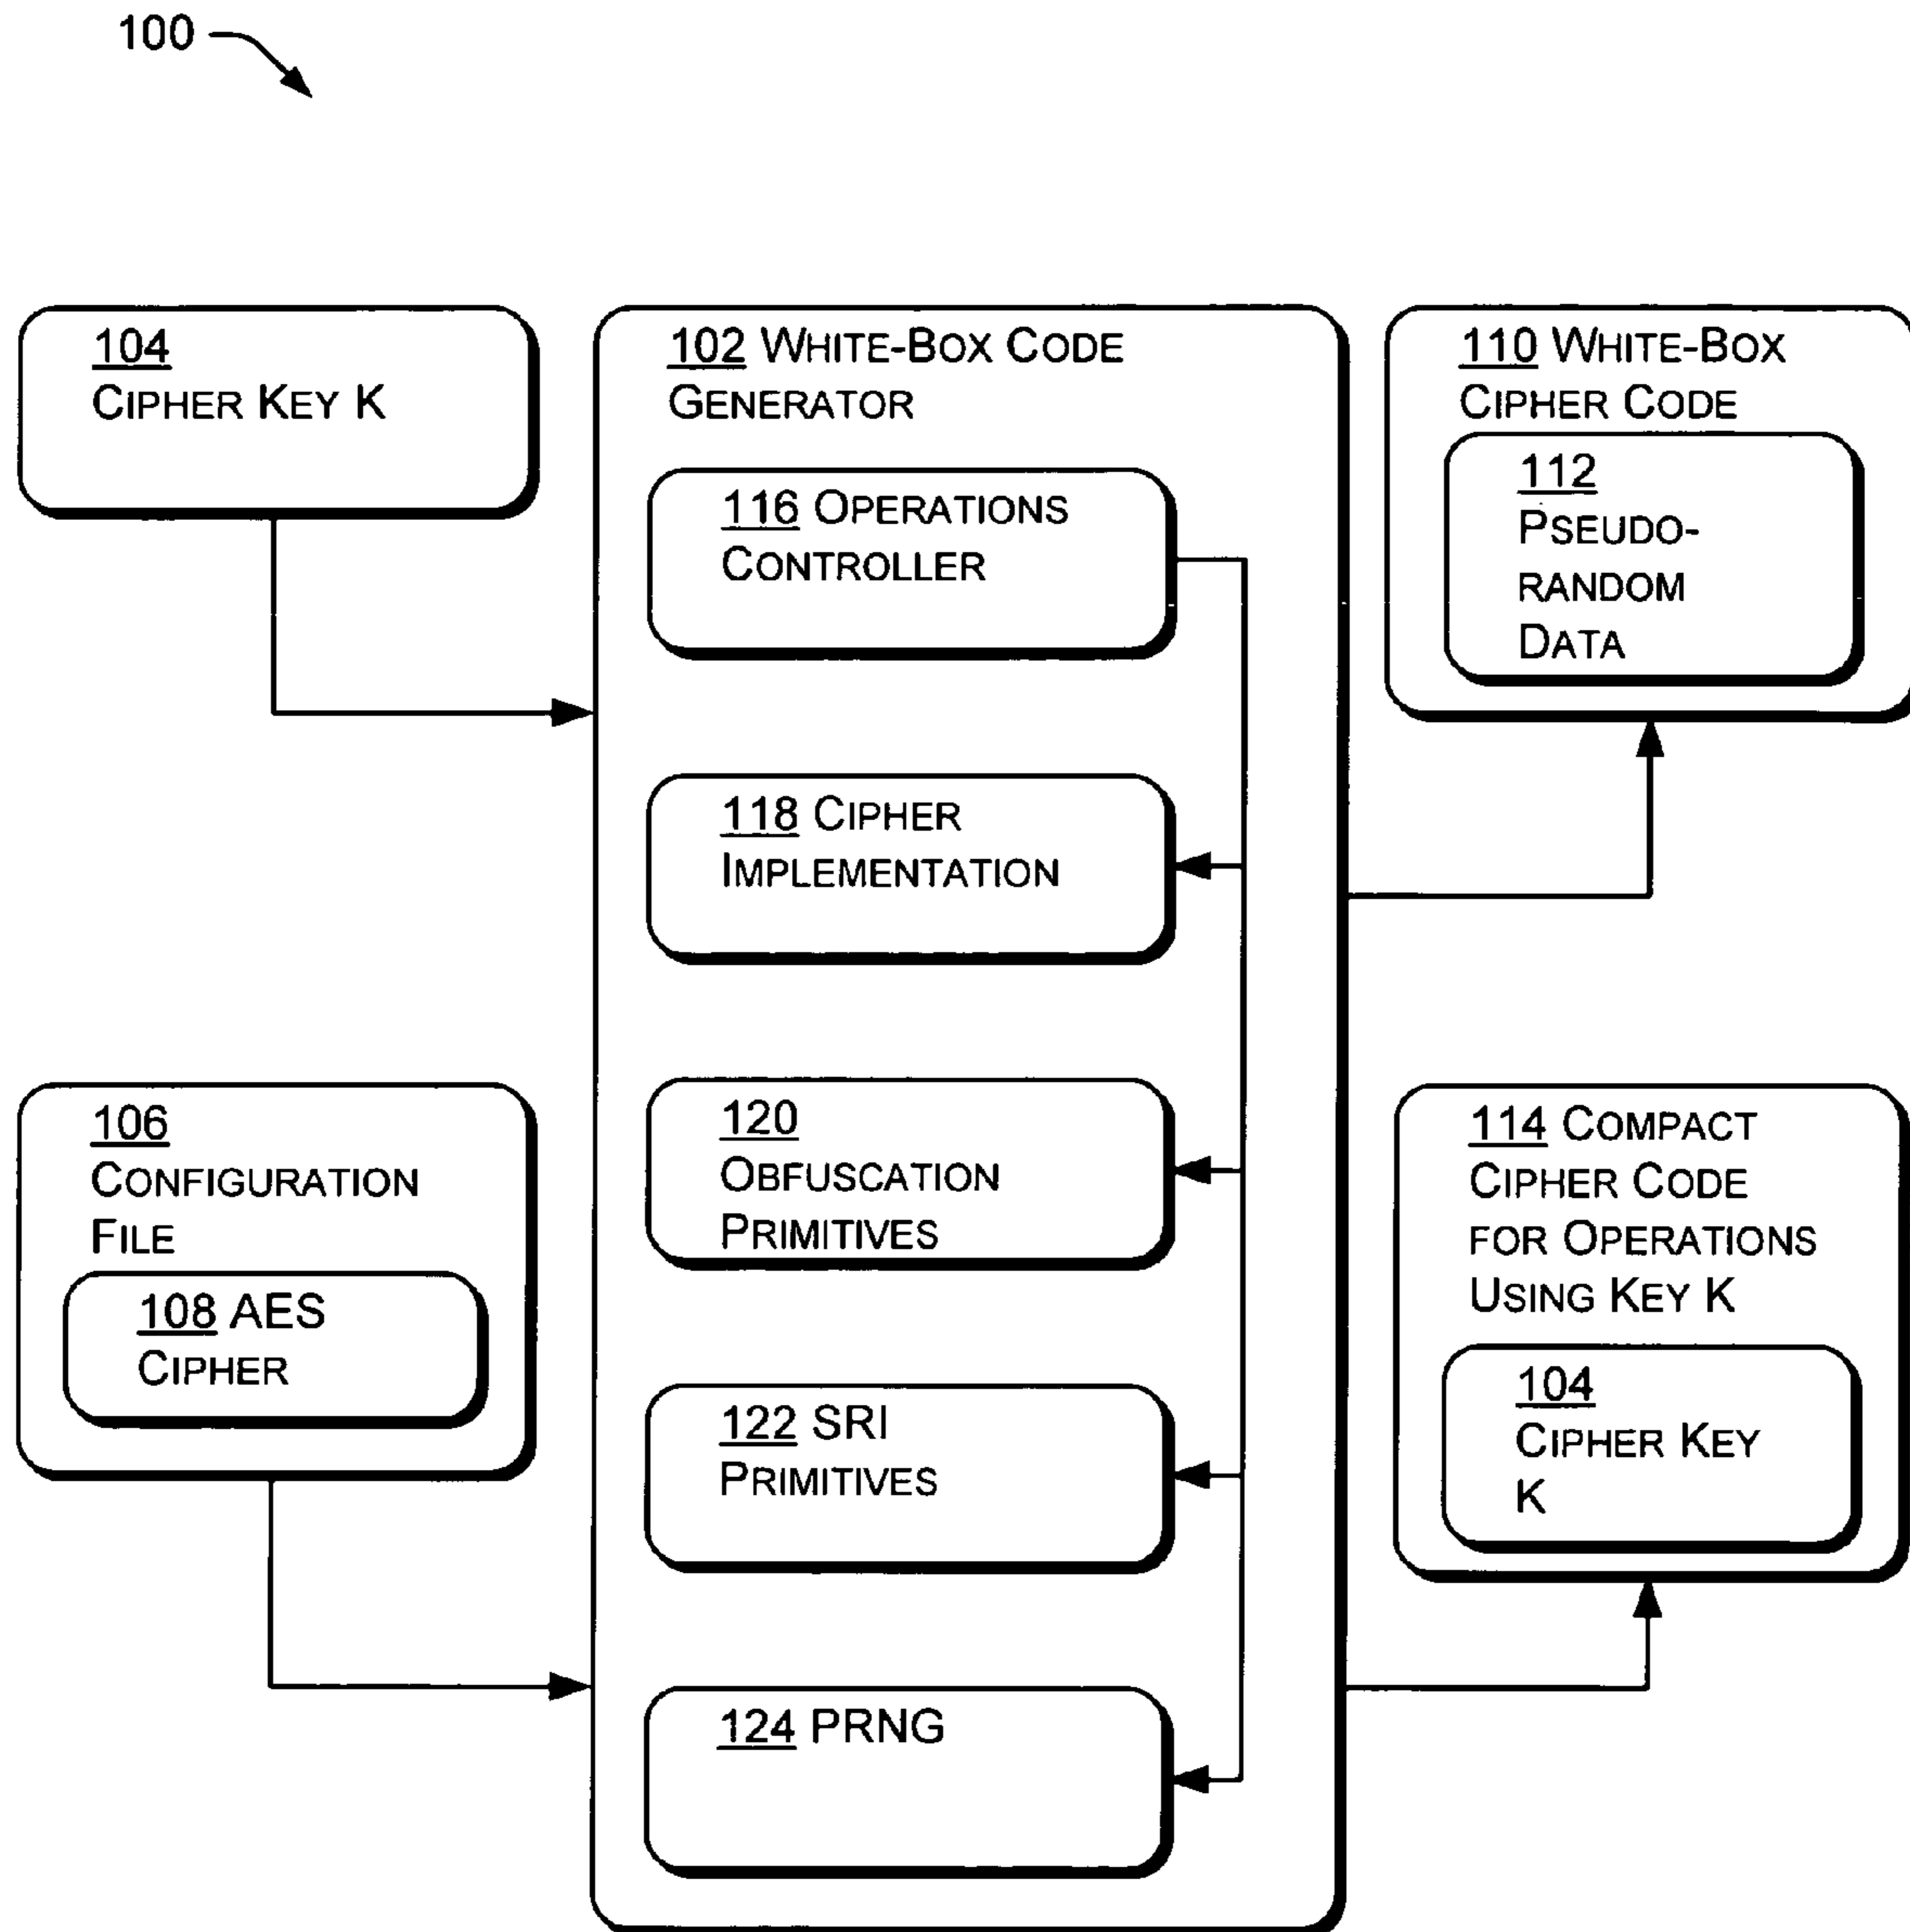 100
104
CIPHER KEY K
102 WHITE-BOX CODE
GENERATOR
116 OPERATIONS
CONTROLLER
118 CIPHER
IMPLEMENTATION
120
OBFUSCATION
PRIMITIVES
122 SRI
PRIMITIVES
124 PRNG
106
CONFIGURATION
FILE
108 AES
CIPHER
110 WHITE-BOX
CIPHER CODE
112
PSEUDO-
RANDOM
DATA
114 COMPACT
CIPHER CODE
FOR OPERATIONS
USING KEY K
104
CIPHER KEY
K